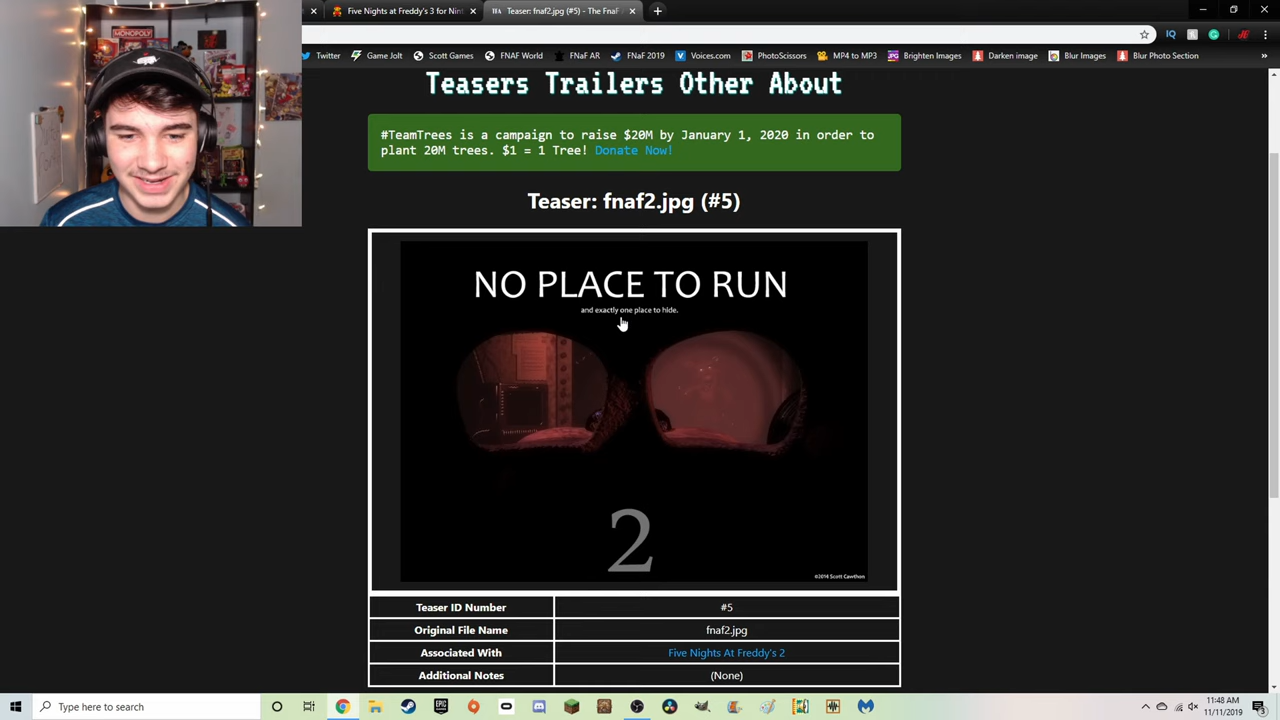 MONOPOLY
Five Nights at Freddy's 3 for Nin
Teaser: fnaf2.jpg (#5) - The FnaF
Twitter
Game Jolt
Scott Games
FNAF World
FNaF AR
FNaF 2019
Voices.com
PhotoScissors
MP4 to MP3
Brighten Images
Darken image
Blur Images
Blur Photo Section
»
Teasers Trailers Other About
#TeamTrees is a campaign to raise $20M by January 1, 2020 in order to
plant 20M trees. $1 = 1 Tree! Donate Now!
Teaser: fnaf2.jpg (#5)
NO PLACE TO RUN
and exactly one place to hide.
2
©2014 Scott Cawthon
Teaser ID Number #5
Original File Name fnaf2.jpg
Associated With Five Nights At Freddy's 2
Additional Notes (None)
Type here to search
EPIC
11:48 AM
11/11/2019
3